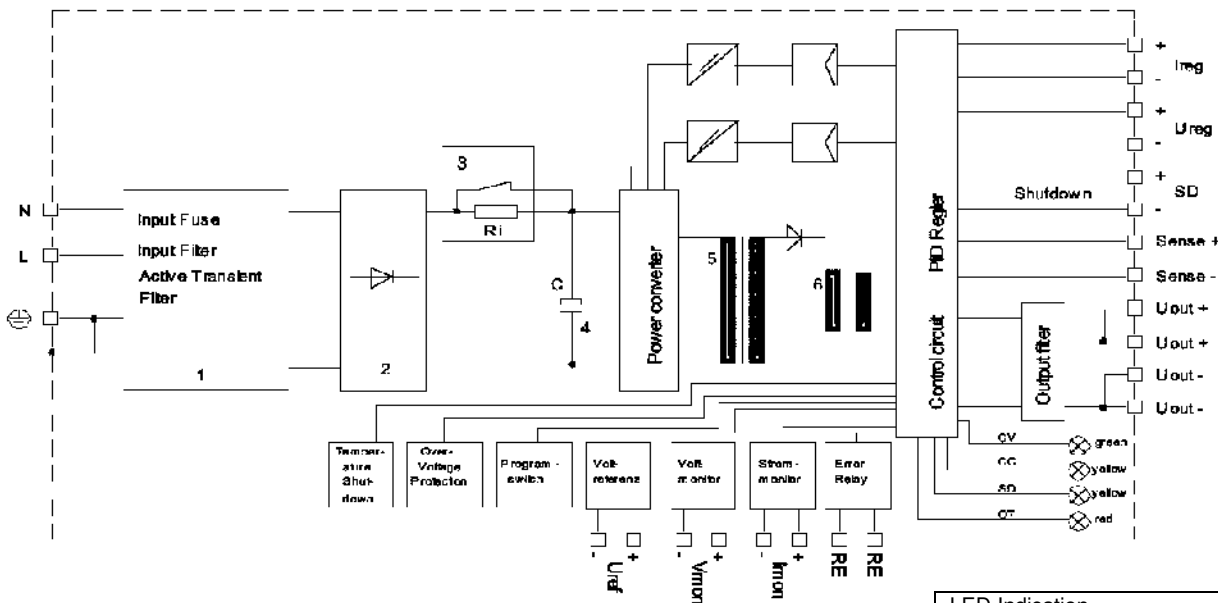 +
Ireg
-
+
Ureg
-
+
SD
-
Shutdown
Sense +
Sense -
Uout +
Uout +
Uout -
Uout -
N
L
Input Fuse
Input Filter
Active Transient
Filter
1
2
3
Ri
C
4
Power converter
5
6
PID Regler
Control circuit
Output filter
CV
green
CC
yellow
SD
yellow
OT
red
Temper-
ature
Shut-
down
Over-
Voltage
Protection
Program -
switch
Volt-
referenz
Volt-
monitor
Strom-
monitor
Error
Relay
- +
Uref
- +
Vmon
- +
Imon
RE
RE
LED Indication